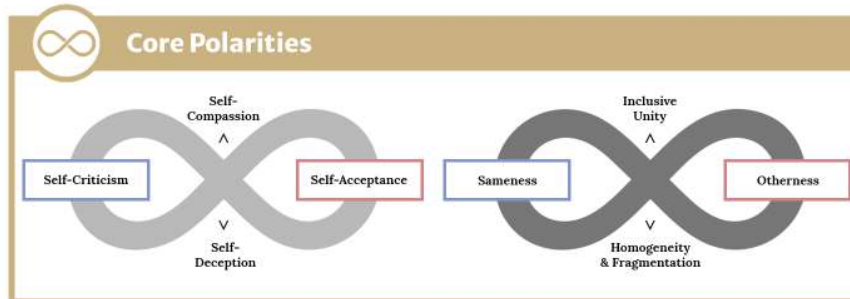 Core Polarities
Self-
Compassion
Self-Criticism
Self-Acceptance
Self-
Deception
Inclusive
Unity
Sameness
Otherness
Homogeneity
& Fragmentation